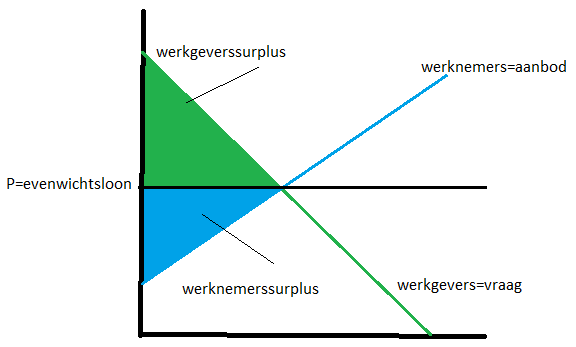 werkgeverssurplus
werknemers=aanbod
P=evenwichtsloon
werknemerssurplus
werkgevers=vraag